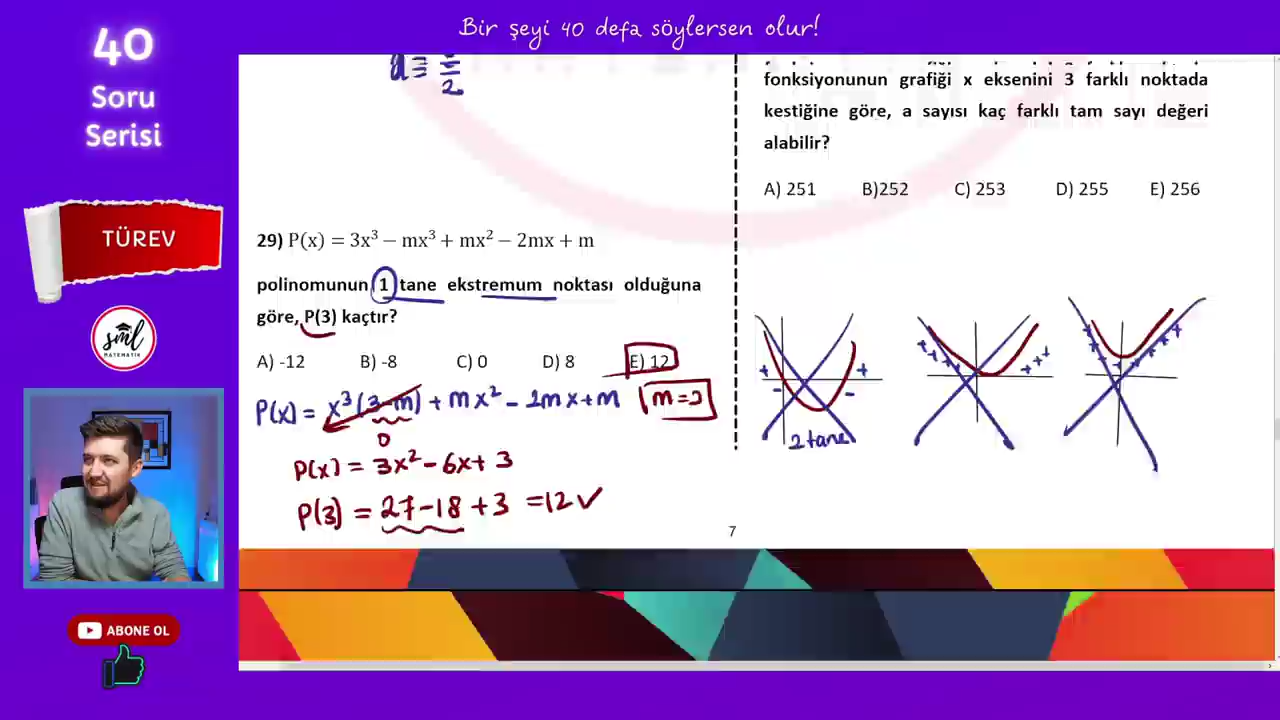 Bir şeyi 40 defa söylersen olur!
40
Soru
Serisi
TÜREV
sml
MATEMATİK
ABONE OL
a = 
2
29) P(x) = 3x³ − mx³ + mx² − 2mx + m
polinomunun 1 tane ekstremum noktası olduğuna
göre, P(3) kaçtır?
A) -12 B) -8 C) 0 D) 8 E) 12
P(x) = x³(3-m) + mx² - 2mx + m m=3
0
P(x) = 3x² - 6x + 3
P(3) = 27 - 18 + 3 = 12 ✓
fonksiyonunun grafiği x eksenini 3 farklı noktada
kestiğine göre, a sayısı kaç farklı tam sayı değeri
alabilir?
A) 251 B)252 C) 253 D) 255 E) 256
+ - + -
+ + + + + +
+ + + + + + + +
2 tane
7